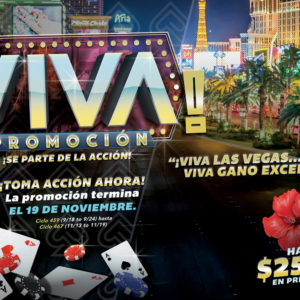 Aria
VIVA!
PROMOCIÓN
¡SE PARTE DE LA ACCIÓN!
¡TOMA ACCIÓN AHORA!
La promoción termina
EL 19 DE NOVIEMBRE.
Ciclo 459 (9/18 to 9/24) hasta
Ciclo 467 (11/13 to 11/19)
“¡VIVA LAS VEGAS...
VIVA GANO EXCE
HA
$25
EN PR